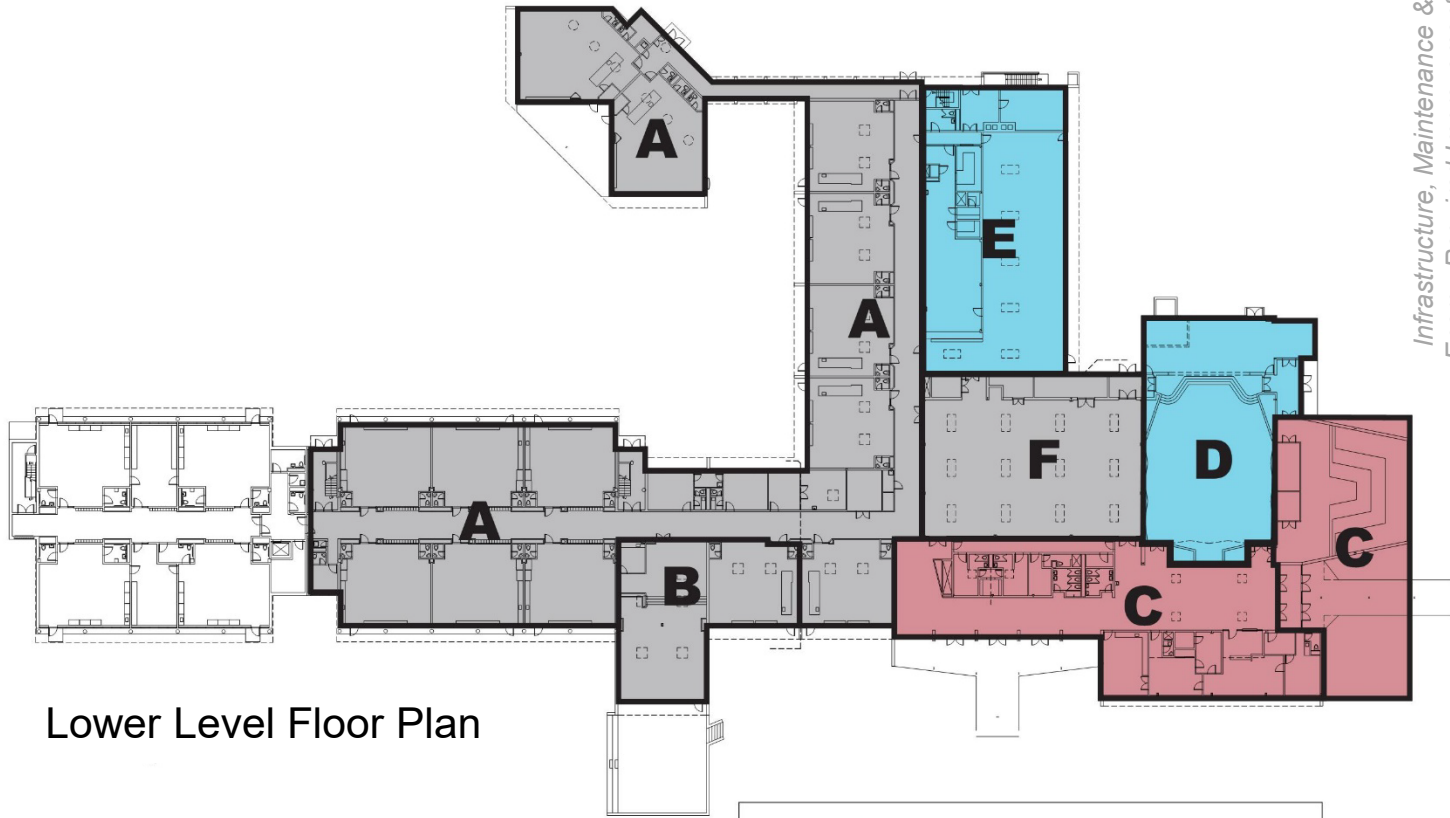 A
E
A
F
D
A
C
B
C
Lower Level Floor Plan
Infrastructure, Maintenance &